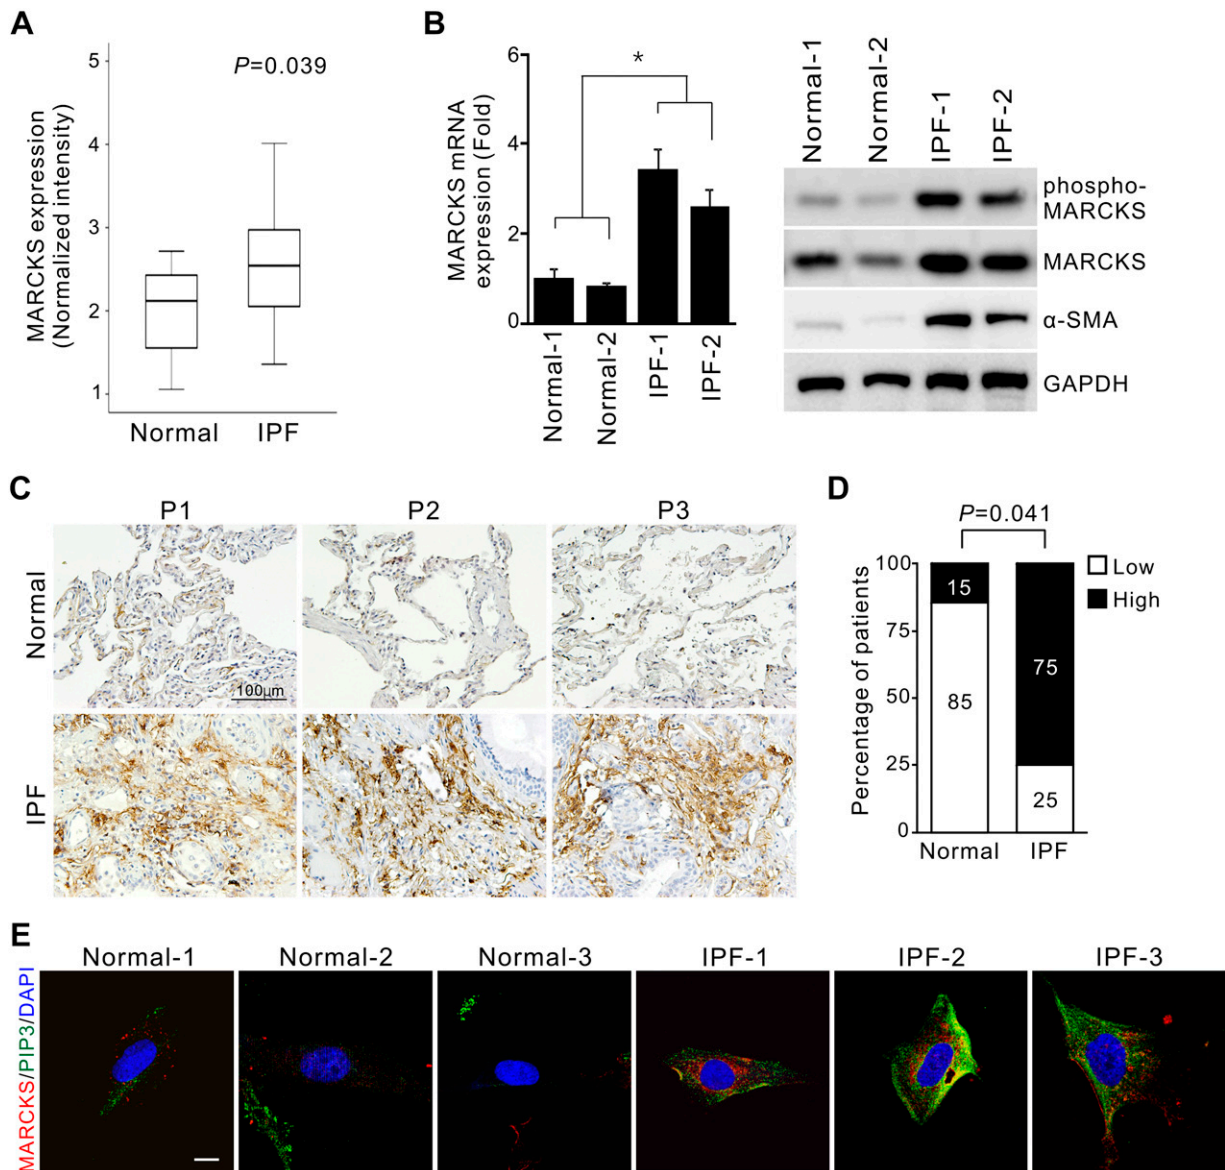 A
MARCKS expression
(Normalized intensity)
5
4
3
2
1
P=0.039
Normal
IPF
B
MARCKS mRNA
expression (Fold)
6
4
2
0
*
Normal-1
Normal-2
IPF-1
IPF-2
Normal-1
Normal-2
IPF-1
IPF-2
phospho-
MARCKS
MARCKS
α-SMA
GAPDH
C
P1
P2
P3
Normal
100μm
IPF
D
P=0.041
Low
High
Percentage of patients
100
75
50
25
0
15
85
75
25
Normal
IPF
E
Normal-1
Normal-2
Normal-3
IPF-1
IPF-2
IPF-3
MARCKS/PIP3/DAPI